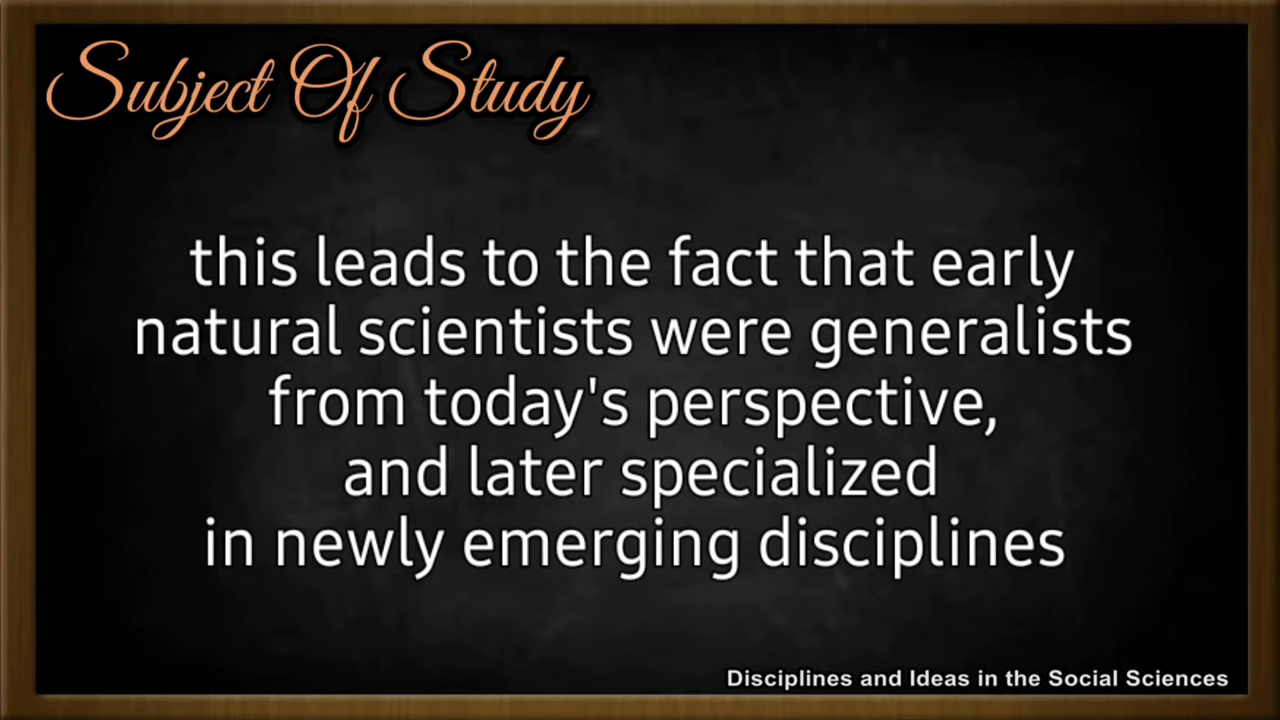 Subject Of Study
this leads to the fact that early
natural scientists were generalists
from today's perspective,
and later specialized
in newly emerging disciplines
Disciplines and Ideas in the Social Sciences